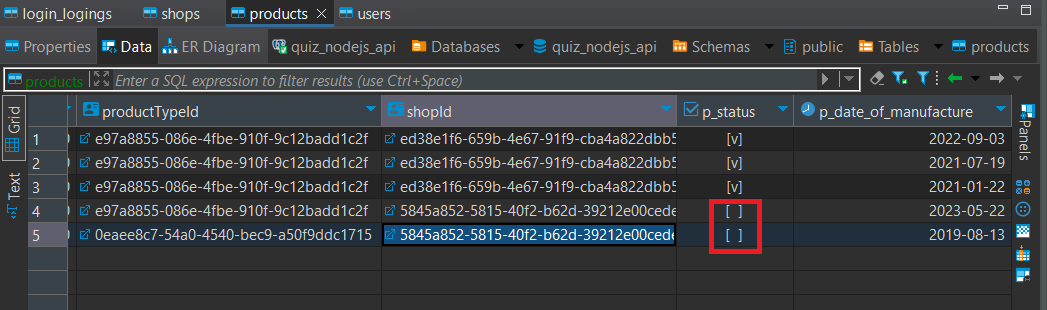 login_logings shops products users
Properties Data ER Diagram quiz_nodejs_api Databases quiz_nodejs_api Schemas public Tables products
products Enter a SQL expression to filter results (use Ctrl+Space)
Grid
Text
Panels
productTypeId shopId p_status p_date_of_manufacture
1 e97a8855-086e-4fbe-910f-9c12badd1c2f ed38e1f6-659b-4e67-91f9-cba4a822dbb5 [v] 2022-09-03
2 e97a8855-086e-4fbe-910f-9c12badd1c2f ed38e1f6-659b-4e67-91f9-cba4a822dbb5 [v] 2021-07-19
3 e97a8855-086e-4fbe-910f-9c12badd1c2f ed38e1f6-659b-4e67-91f9-cba4a822dbb5 [v] 2021-01-22
4 e97a8855-086e-4fbe-910f-9c12badd1c2f 5845a852-5815-40f2-b62d-39212e00cede [ ] 2023-05-22
5 0eaee8c7-54a0-4540-bec9-a50f9ddc1715 5845a852-5815-40f2-b62d-39212e00cede [ ] 2019-08-13